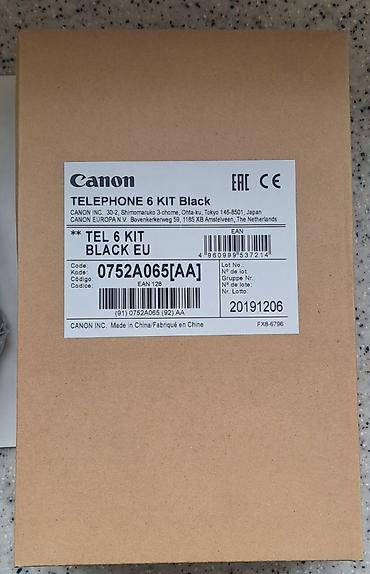 Canon
EAC CE
TELEPHONE 6 KIT Black
CANON INC. 30-2, Shimomaruko 3-chome, Ohta-ku, Tokyo 146-8501, Japan
CANON EUROPA N.V. Bovenkerkerweg 59, 1185 XB Amstelveen, The Netherlands
** TEL 6 KIT
BLACK EU
EAN
4 960999 537214
Code:
Kode:
Código:
Codice:
0752A065[AA]
EAN 128
(91) 0752A065 (92) AA
Lot No.:
N° de lot:
Gruppe Nr.:
N° de lote:
Nr. Lotto:
20191206
CANON INC. Made in China/Fabriqué en Chine
FX8-6796